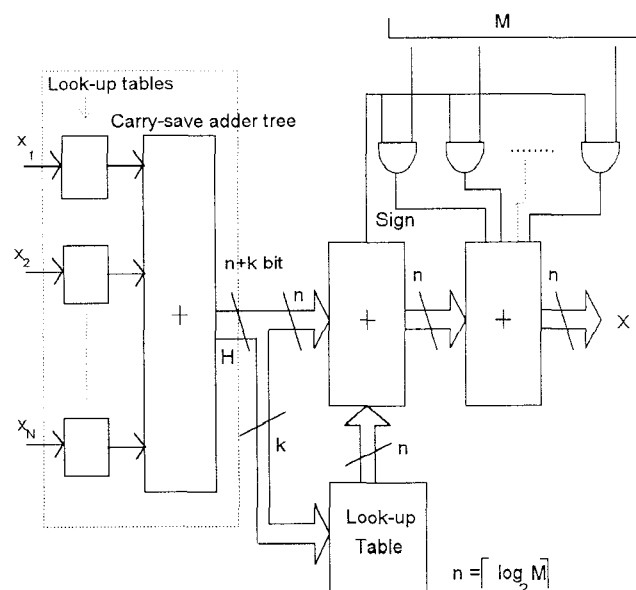 M
Look-up tables
Carry-save adder tree
x1
Sign
x2
n+k bit
n
n
n
+
+
+
X
H
xN
k
n
Look-up
Table
n = ⌈ log2 M⌉